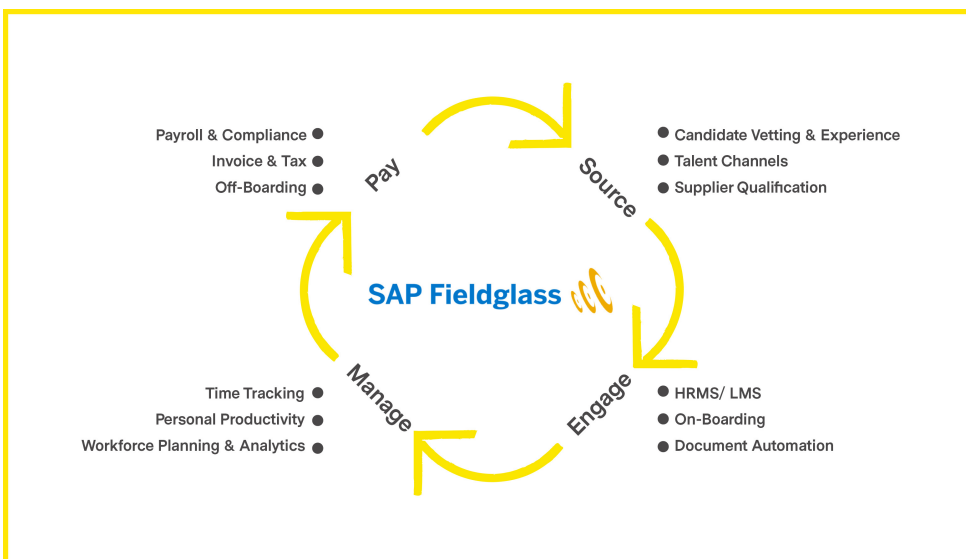 Payroll & Compliance
Invoice & Tax
Off-Boarding
Pay
Source
Candidate Vetting & Experience
Talent Channels
Supplier Qualification
SAP Fieldglass
Time Tracking
Personal Productivity
Workforce Planning & Analytics
Manage
Engage
HRMS/ LMS
On-Boarding
Document Automation